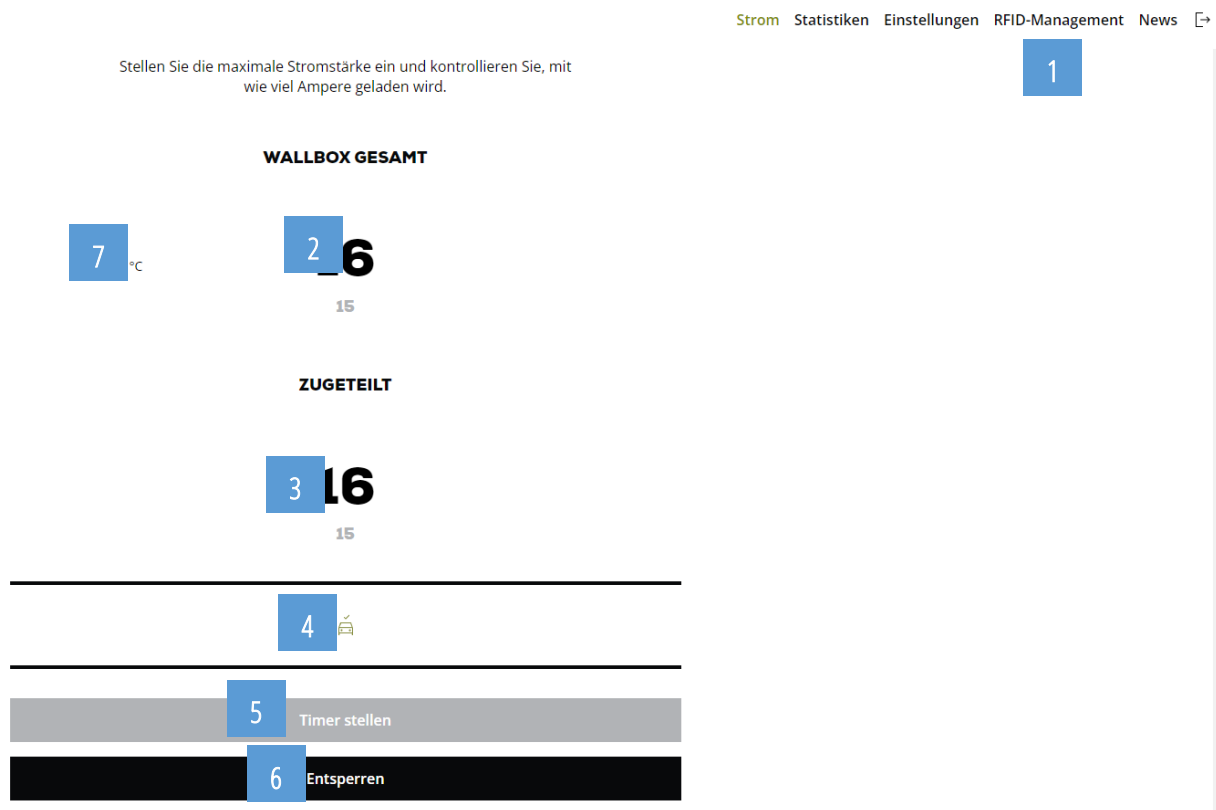 Strom Statistiken Einstellungen RFID-Management News
1
Stellen Sie die maximale Stromstärke ein und kontrollieren Sie, mit
wie viel Ampere geladen wird.
WALLBOX GESAMT
7 °C
2
15
ZUGETEILT
3 16
15
4
5 Timer stellen
6 Entsperren